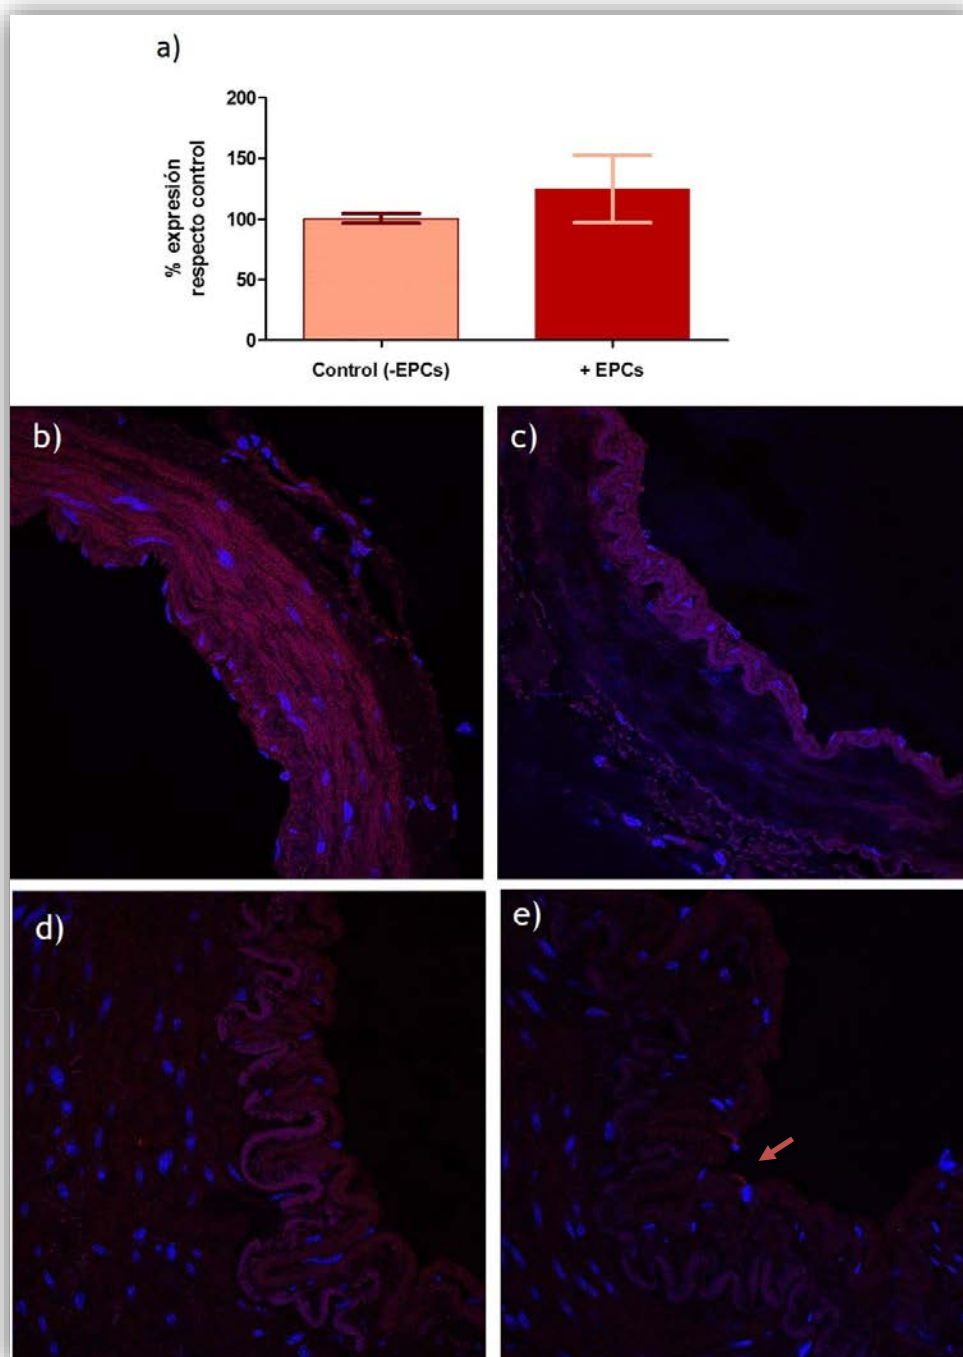 a)
200
150
100
50
0
% expresión
respecto control
Control (-EPCs)
+ EPCs
b)
c)
d)
e)